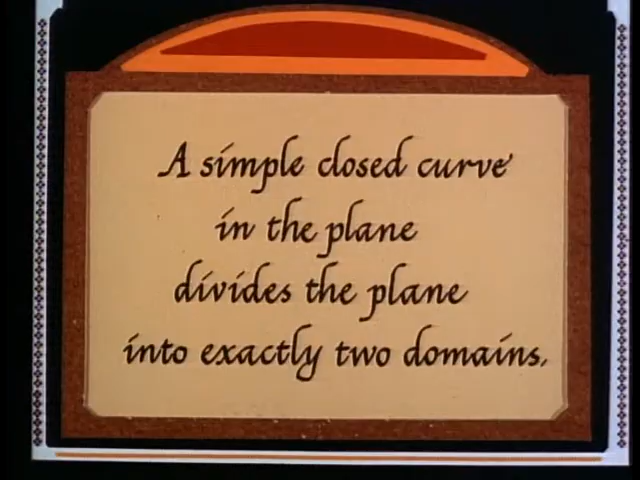 A simple closed curve
in the plane
divides the plane
into exactly two domains.